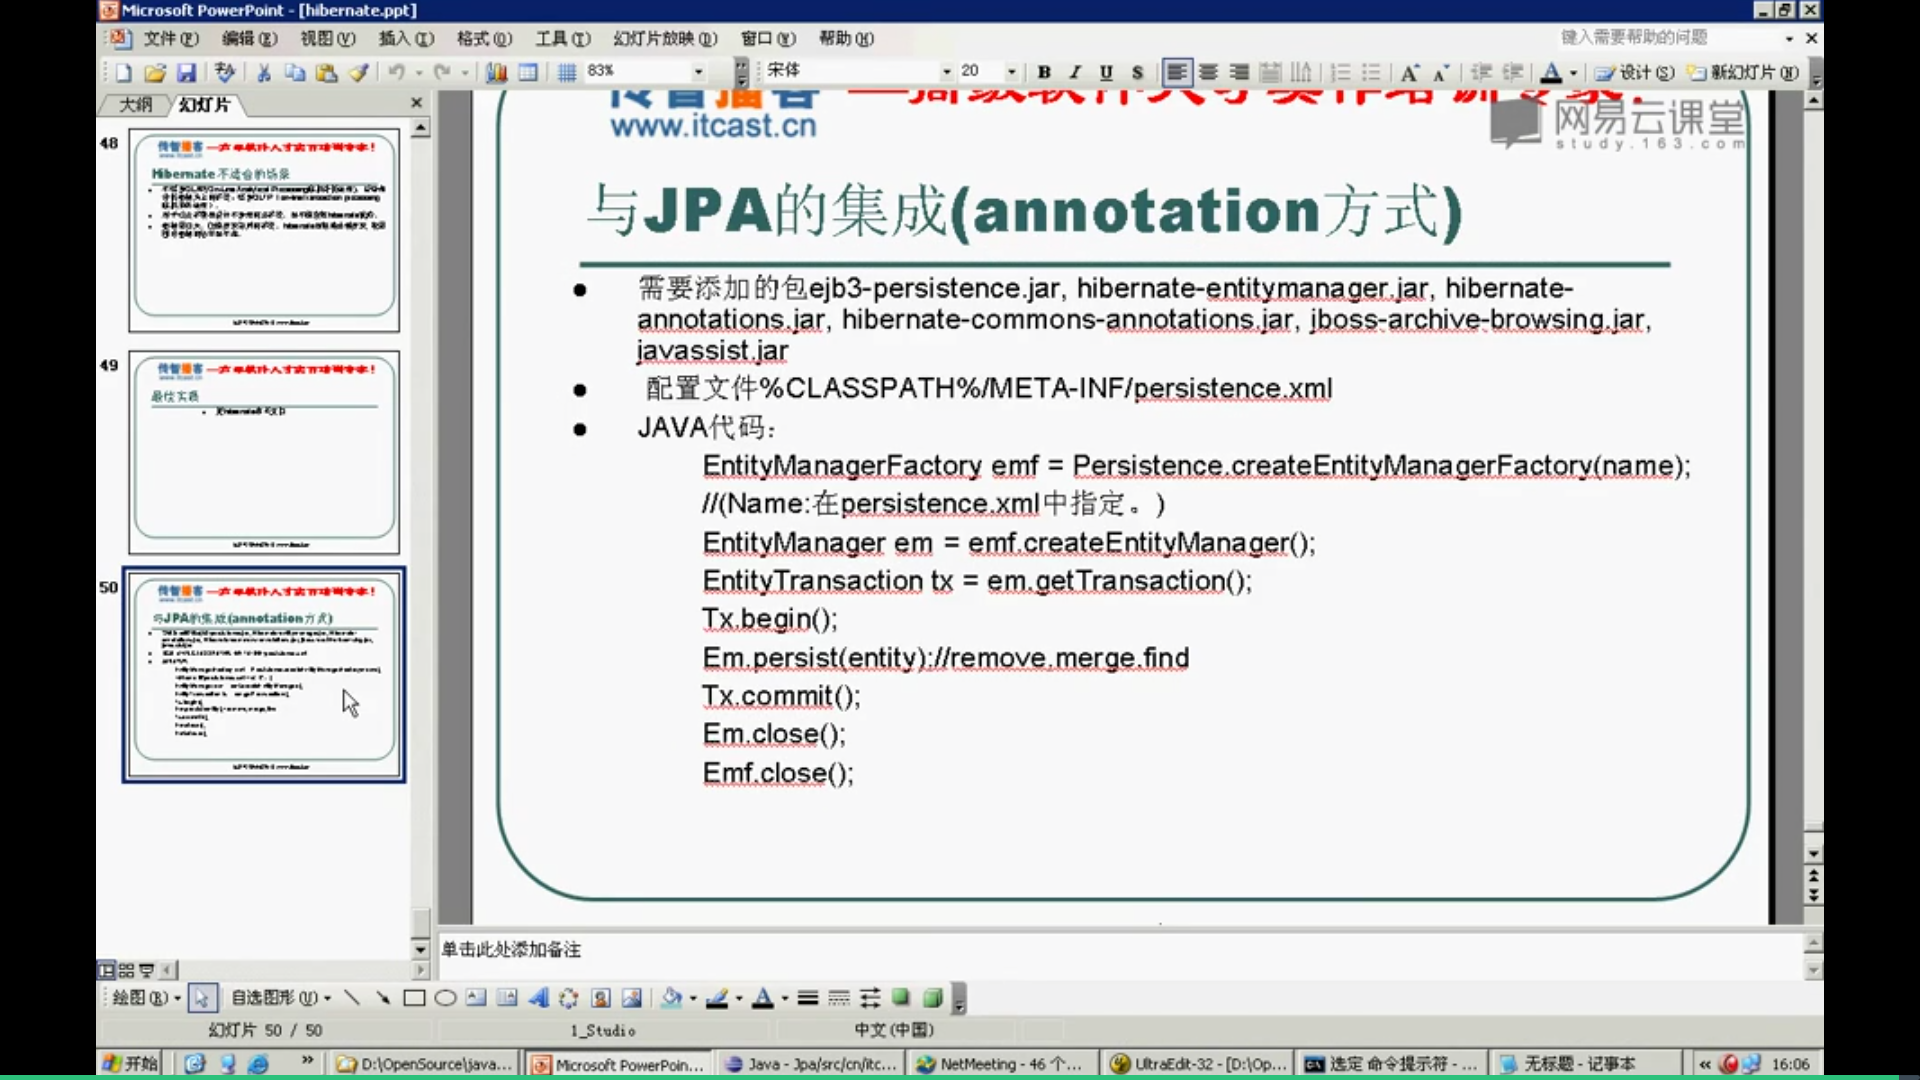 Microsoft PowerPoint - [hibernate.ppt]
文件(F) 编辑(E) 视图(V) 插入(I) 格式(O) 工具(T) 幻灯片放映(D) 窗口(W) 帮助(H) 键入需要帮助的问题
83% 宋体 20 B I U S A A A 设计(S) 新幻灯片(N)
大纲 幻灯片
48
Hibernate不适合的场景
49
最佳实践
50
与JPA的集成(annotation方式)
www.itcast.cn
网易云课堂
study.163.com
与JPA的集成(annotation方式)
● 需要添加的包ejb3-persistence.jar, hibernate-entitymanager.jar, hibernate-
annotations.jar, hibernate-commons-annotations.jar, jboss-archive-browsing.jar,
javassist.jar
● 配置文件%CLASSPATH%/META-INF/persistence.xml
● JAVA代码：
EntityManagerFactory emf = Persistence.createEntityManagerFactory(name);
//(Name:在persistence.xml中指定。)
EntityManager em = emf.createEntityManager();
EntityTransaction tx = em.getTransaction();
Tx.begin();
Em.persist(entity);//remove,merge.find
Tx.commit();
Em.close();
Emf.close();
单击此处添加备注
绘图(R) 自选图形(U)
幻灯片 50 / 50 1_Studio 中文(中国)
开始 » D:\OpenSource\java... Microsoft PowerPoin... Java - Jpa/src/cn/itc... NetMeeting - 46 个... UltraEdit-32 - [D:\Op... 选定 命令提示符 - ... 无标题 - 记事本 « 16:06